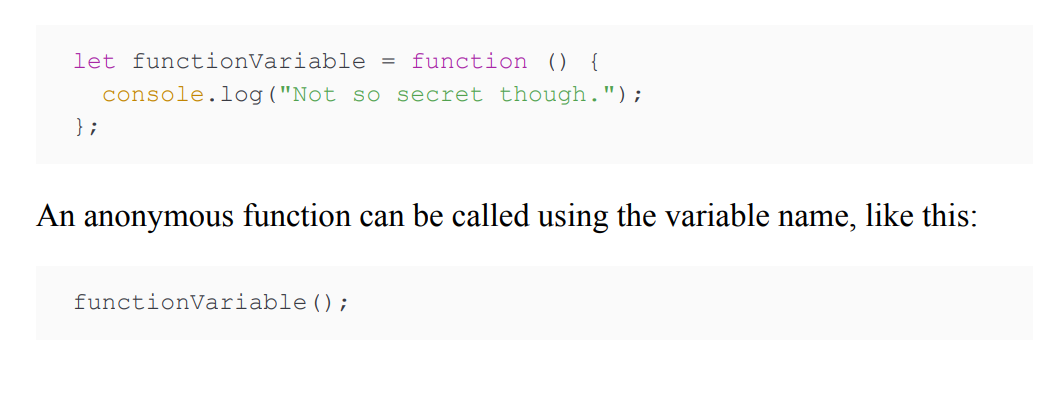 let functionVariable = function () {
  console.log("Not so secret though.");
};
An anonymous function can be called using the variable name, like this:
functionVariable();